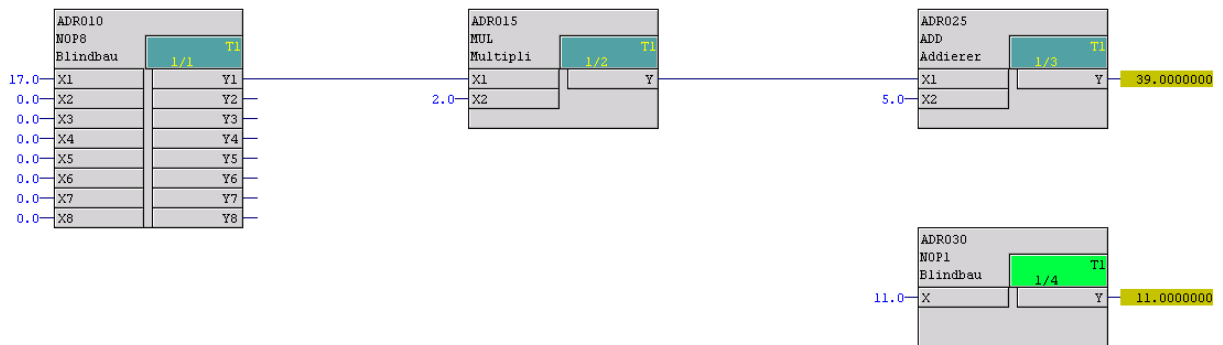 ADR010
NOP8
Blindbau
T1
1/1
17.0 X1 Y1
0.0 X2 Y2
0.0 X3 Y3
0.0 X4 Y4
0.0 X5 Y5
0.0 X6 Y6
0.0 X7 Y7
0.0 X8 Y8
ADR015
MUL
Multipli
T1
1/2
X1 Y
2.0 X2
ADR025
ADD
Addierer
T1
1/3
X1 Y 39.0000000
5.0 X2
ADR030
NOP1
Blindbau
T1
1/4
11.0 X Y 11.0000000